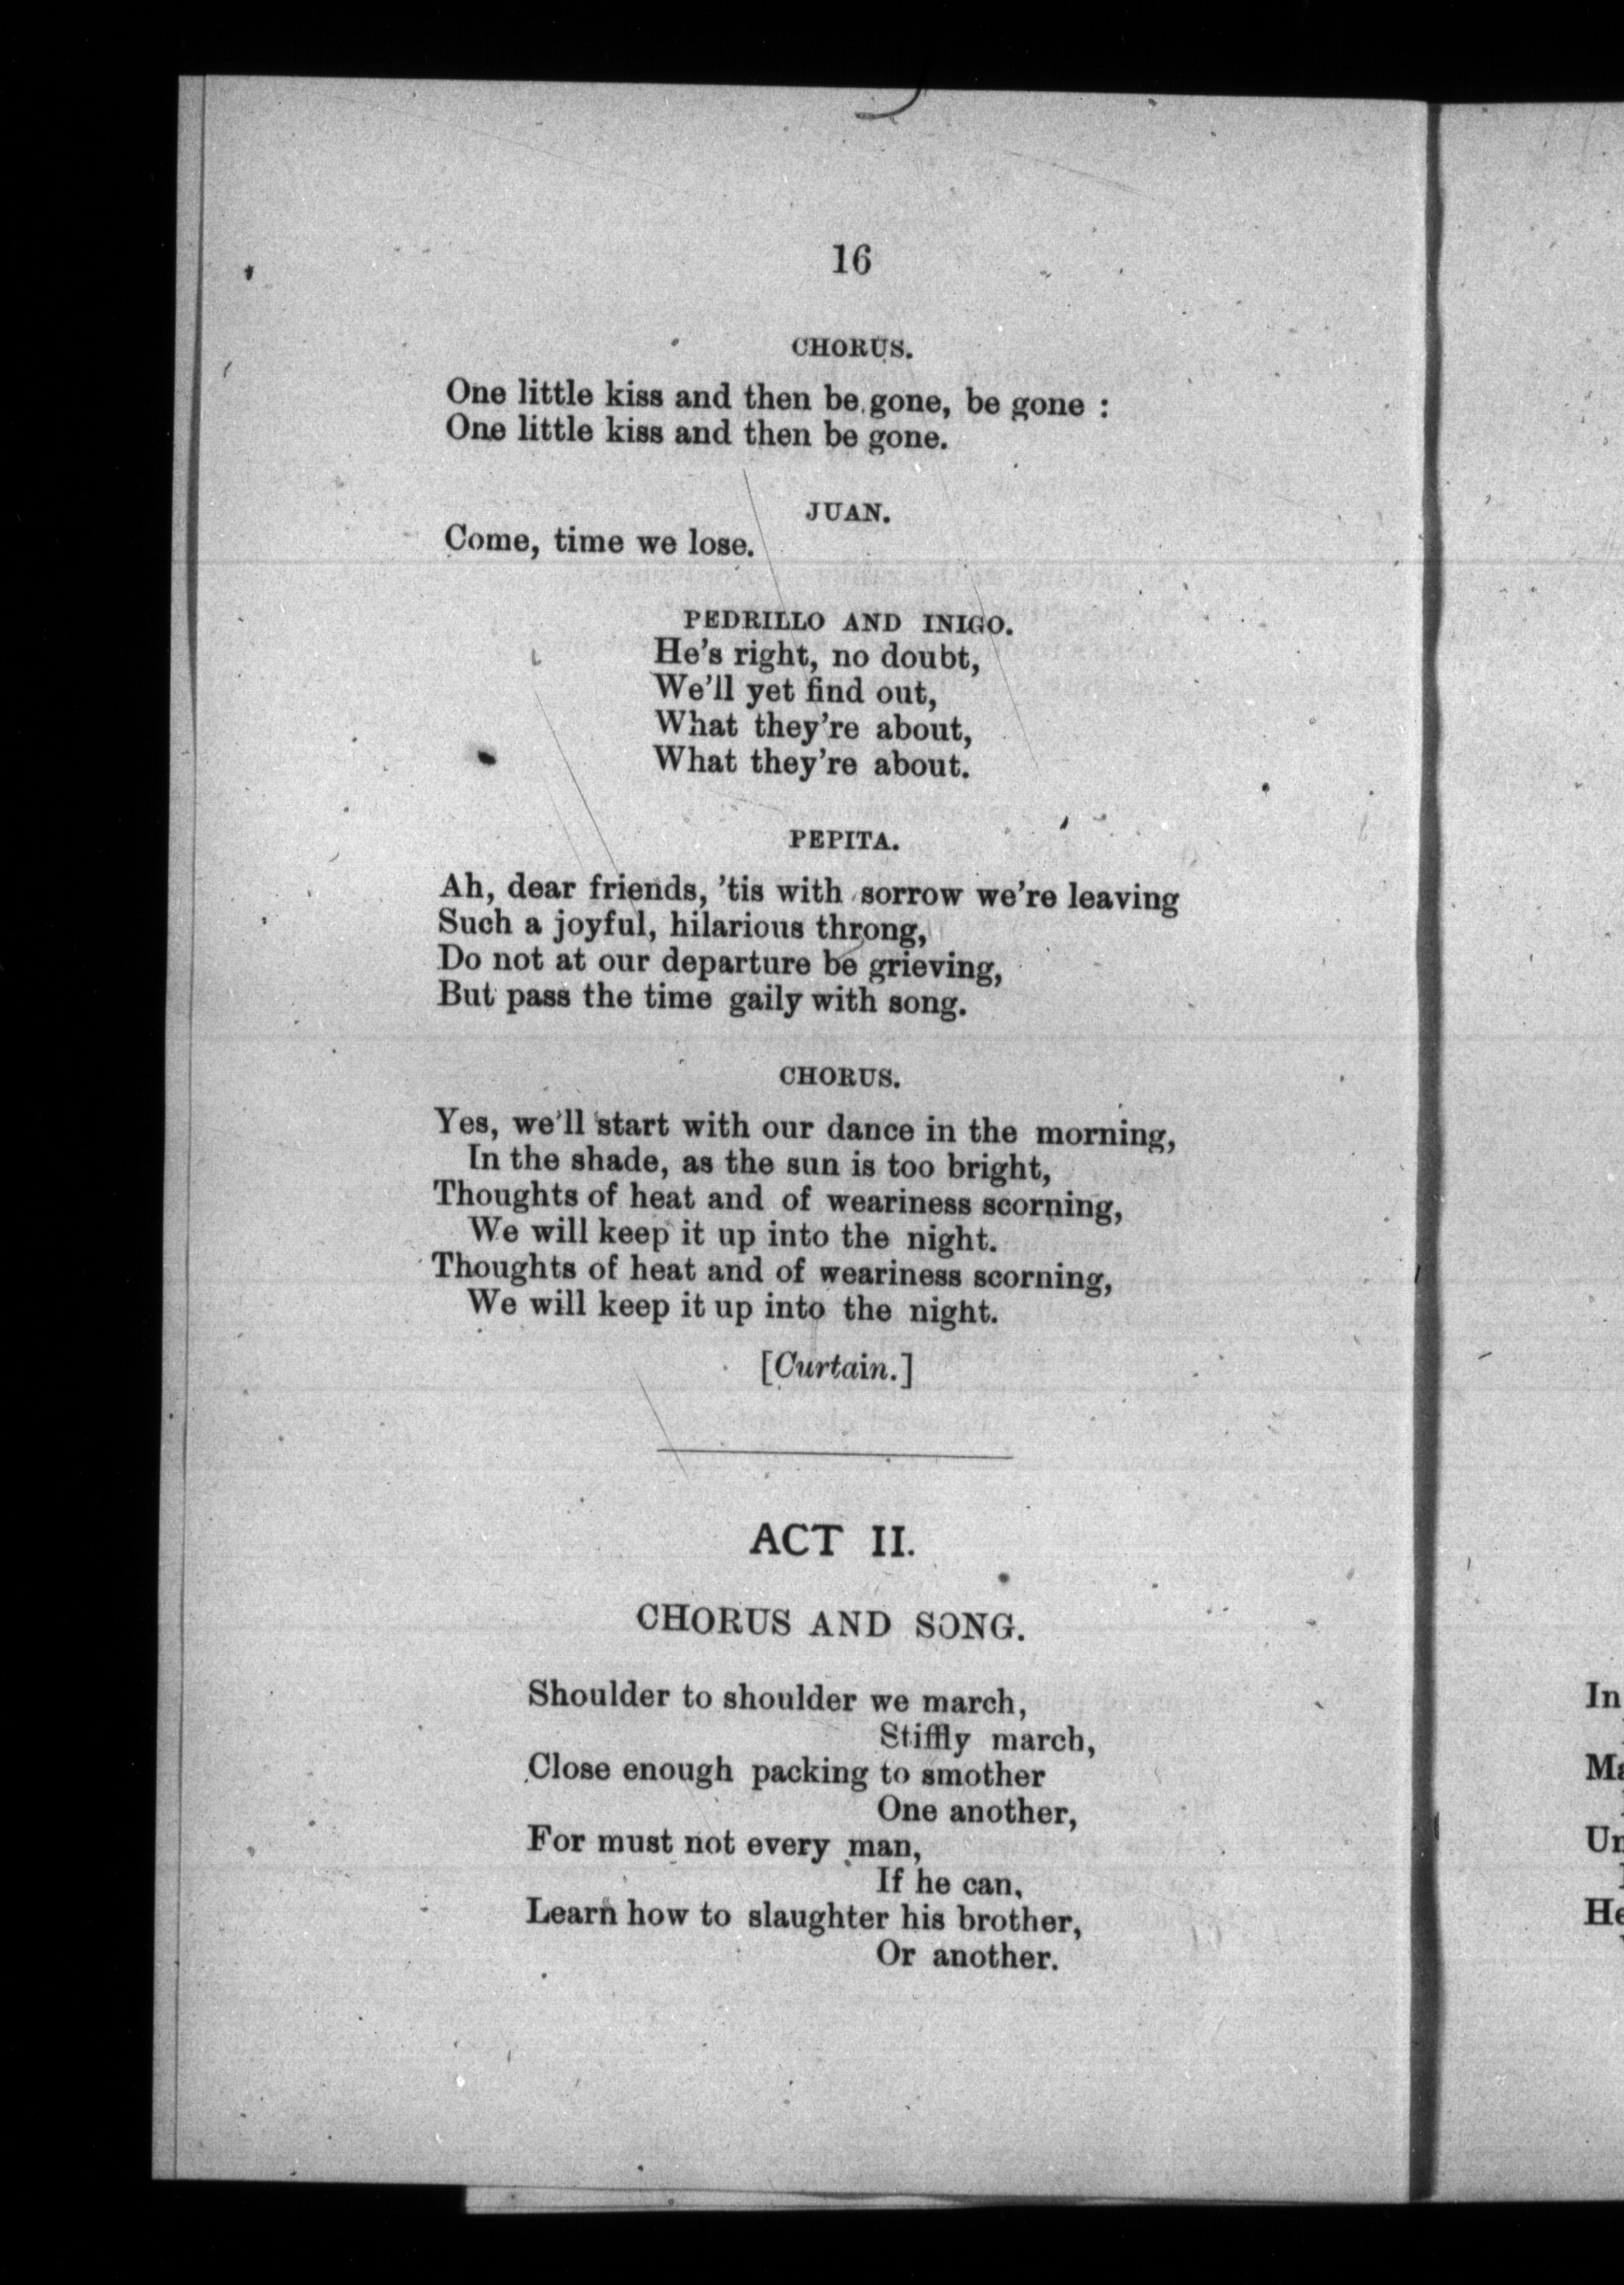 16
CHORUS.
One little kiss and then be gone, be gone :
One little kiss and then be gone.
JUAN.
Come, time we lose.
PEDRILLO AND INIGO.
He's right, no doubt,
We'll yet find out,
What they're about,
What they're about.
PEPITA.
Ah, dear friends, 'tis with sorrow we're leaving
Such a joyful, hilarious throng,
Do not at our departure be grieving,
But pass the time gaily with song.
CHORUS.
Yes, we'll start with our dance in the morning,
In the shade, as the sun is too bright,
Thoughts of heat and of weariness scorning,
We will keep it up into the night.
Thoughts of heat and of weariness scorning,
We will keep it up into the night.
[Curtain.]
ACT II.
CHORUS AND SONG.
Shoulder to shoulder we march,
Stiffly march,
Close enough packing to smother
One another,
For must not every man,
If he can,
Learn how to slaughter his brother,
Or another.
In